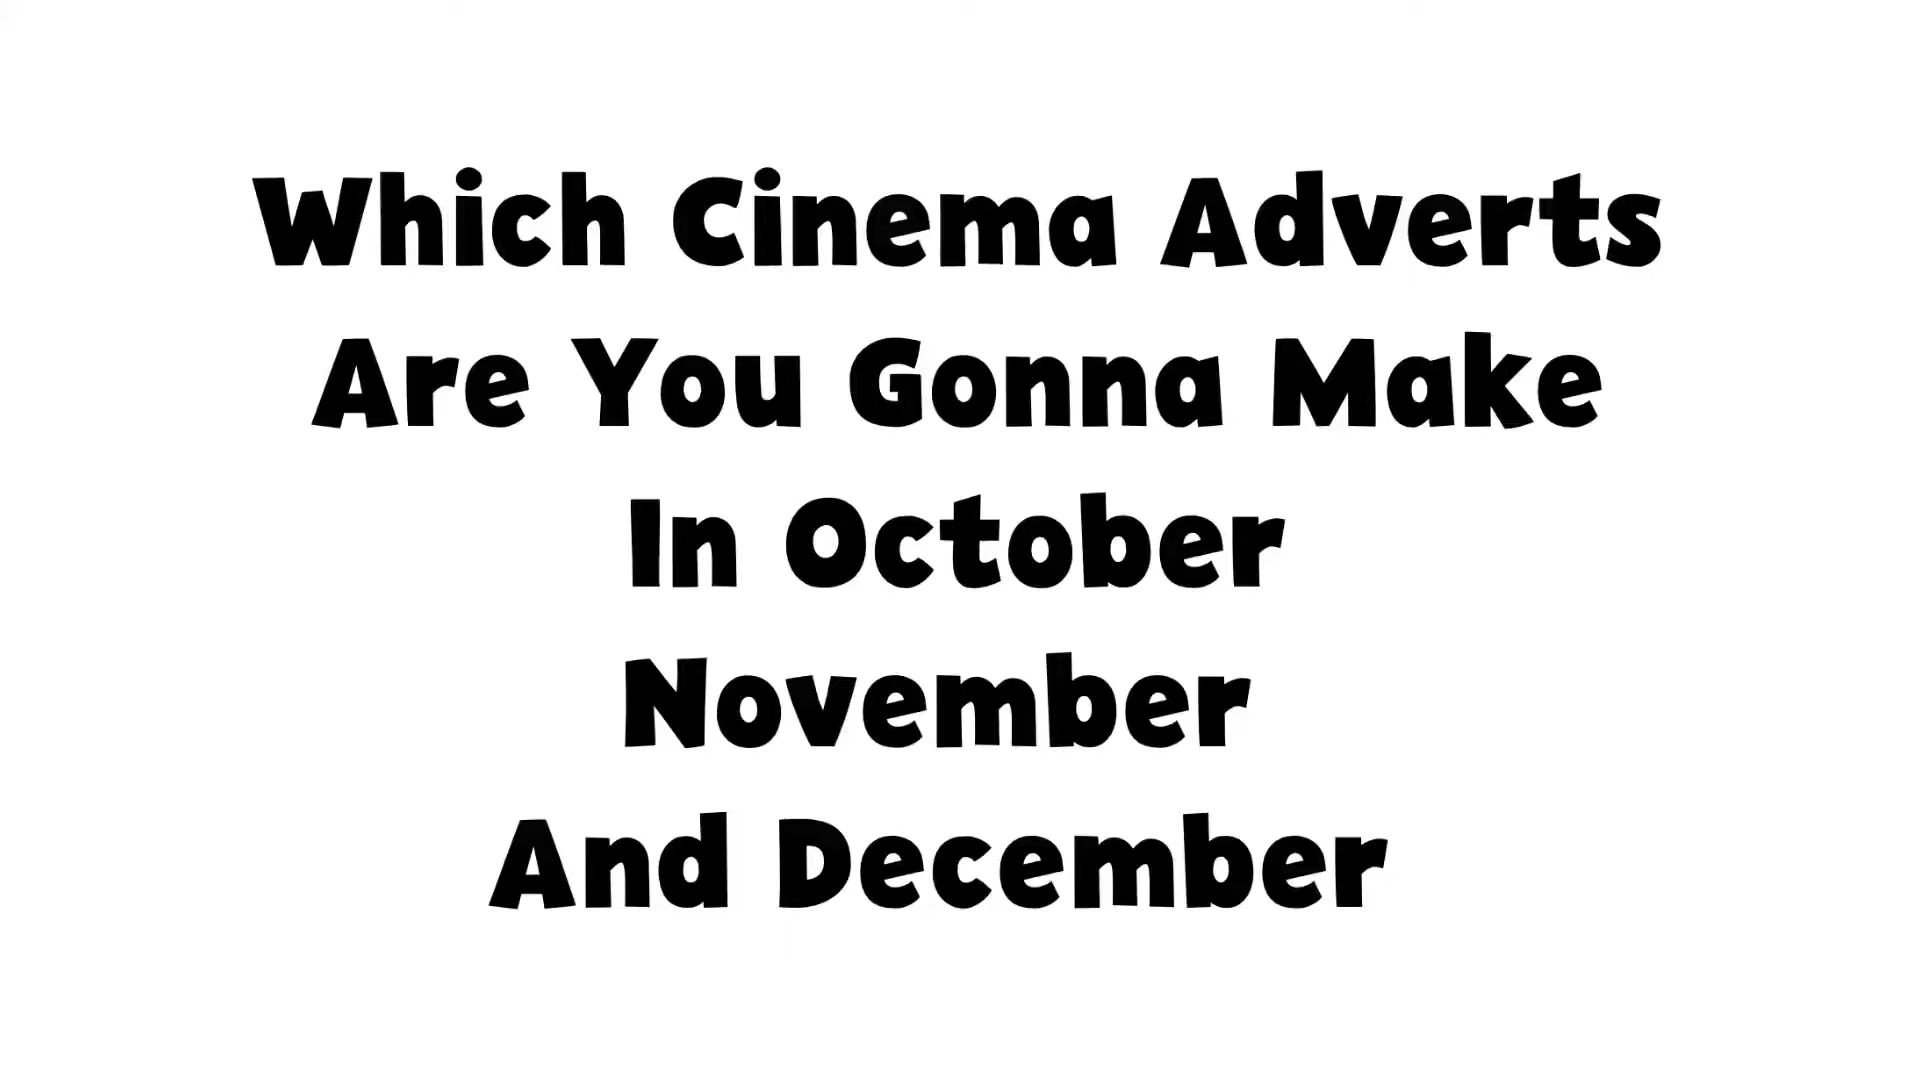 Which Cinema Adverts
Are You Gonna Make
In October
November
And December